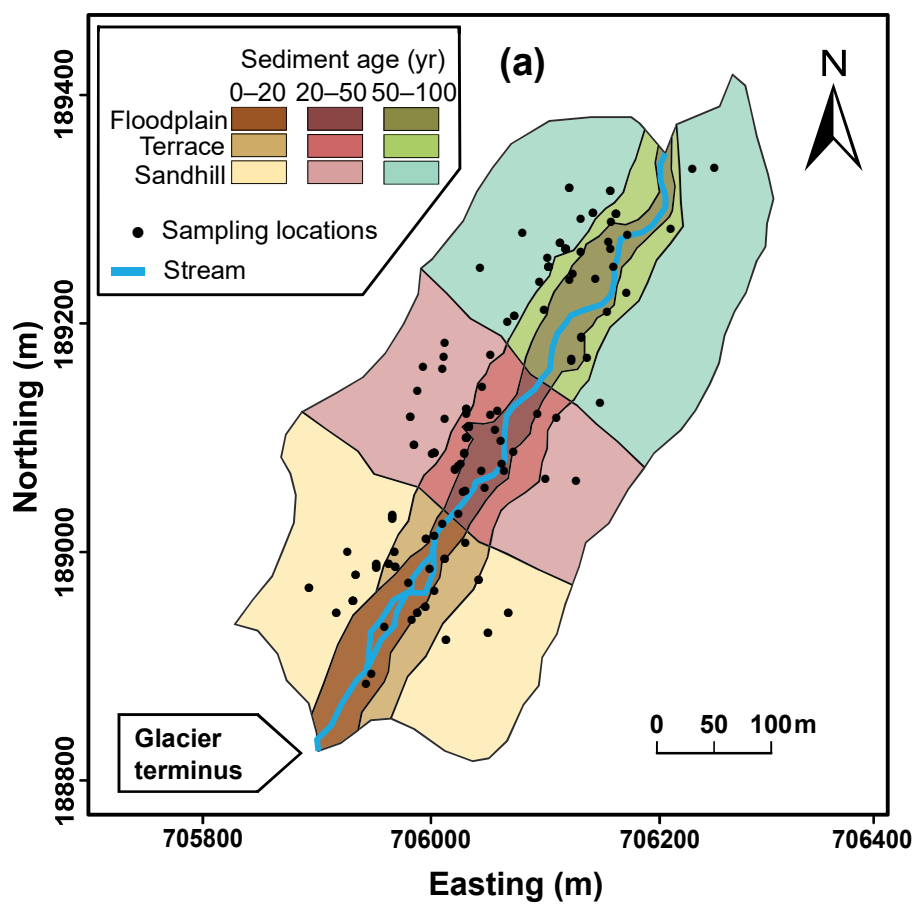 (a)
N
Sediment age (yr)
0–20 20–50 50–100
Floodplain
Terrace
Sandhill
Sampling locations
Stream
Glacier
terminus
0 50 100 m
Northing (m)
189400
189200
189000
188800
705800 706000 706200 706400
Easting (m)